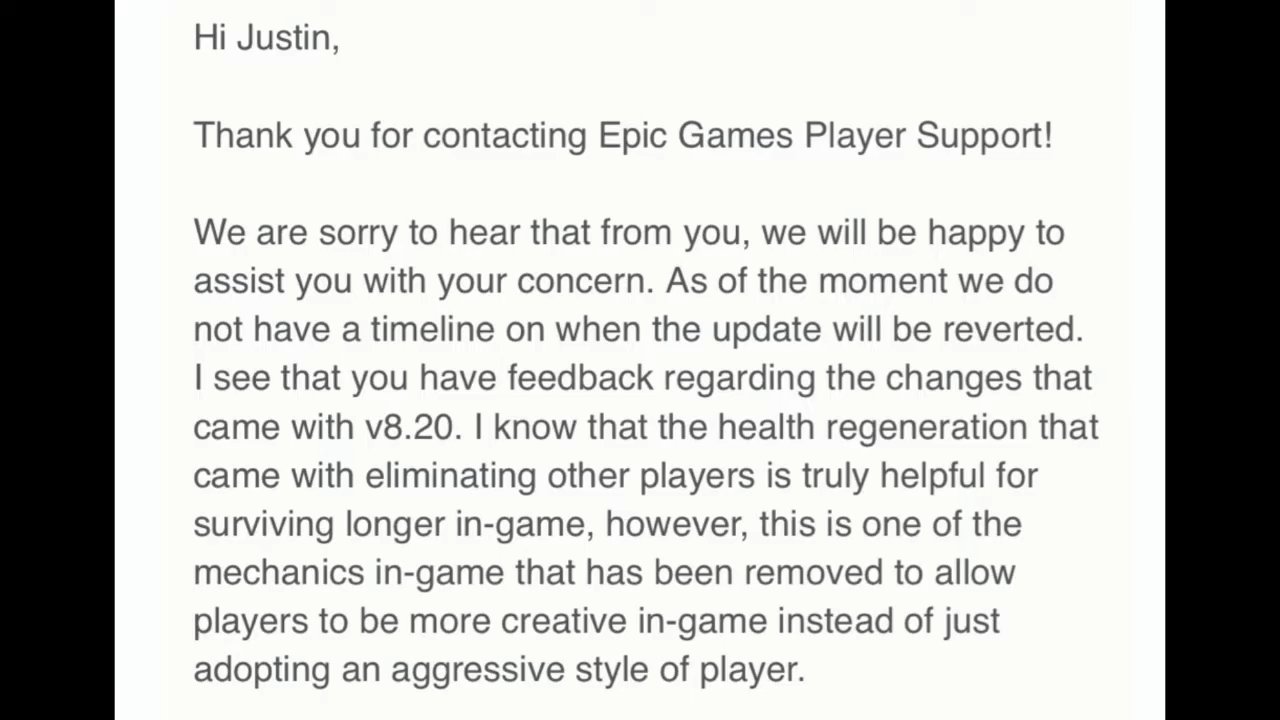 Hi Justin,
Thank you for contacting Epic Games Player Support!
We are sorry to hear that from you, we will be happy to
assist you with your concern. As of the moment we do
not have a timeline on when the update will be reverted.
I see that you have feedback regarding the changes that
came with v8.20. I know that the health regeneration that
came with eliminating other players is truly helpful for
surviving longer in-game, however, this is one of the
mechanics in-game that has been removed to allow
players to be more creative in-game instead of just
adopting an aggressive style of player.